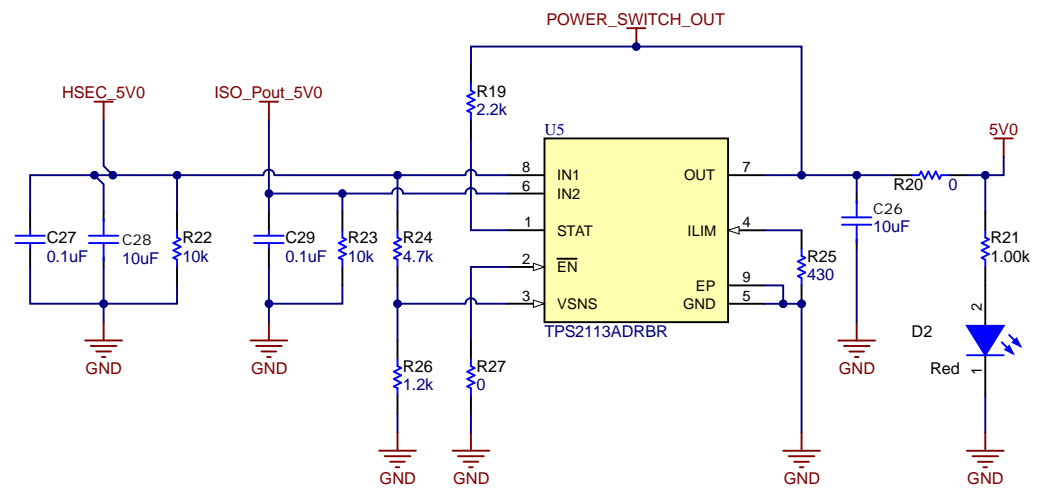 POWER_SWITCH_OUT
HSEC_5V0
ISO_Pout_5V0
R19
2.2k
U5
5V0
8
IN1
OUT
7
6
IN2
R20
0
1
STAT
ILIM
4
C26
10uF
C27
0.1uF
C28
10uF
R22
10k
C29
0.1uF
R23
10k
R24
4.7k
R21
1.00k
R25
430
2
EN
EP
9
3
VSNS
GND
5
TPS2113ADRBR
2
D2
Red
1
R26
1.2k
R27
0
GND
GND
GND
GND
GND
GND
GND